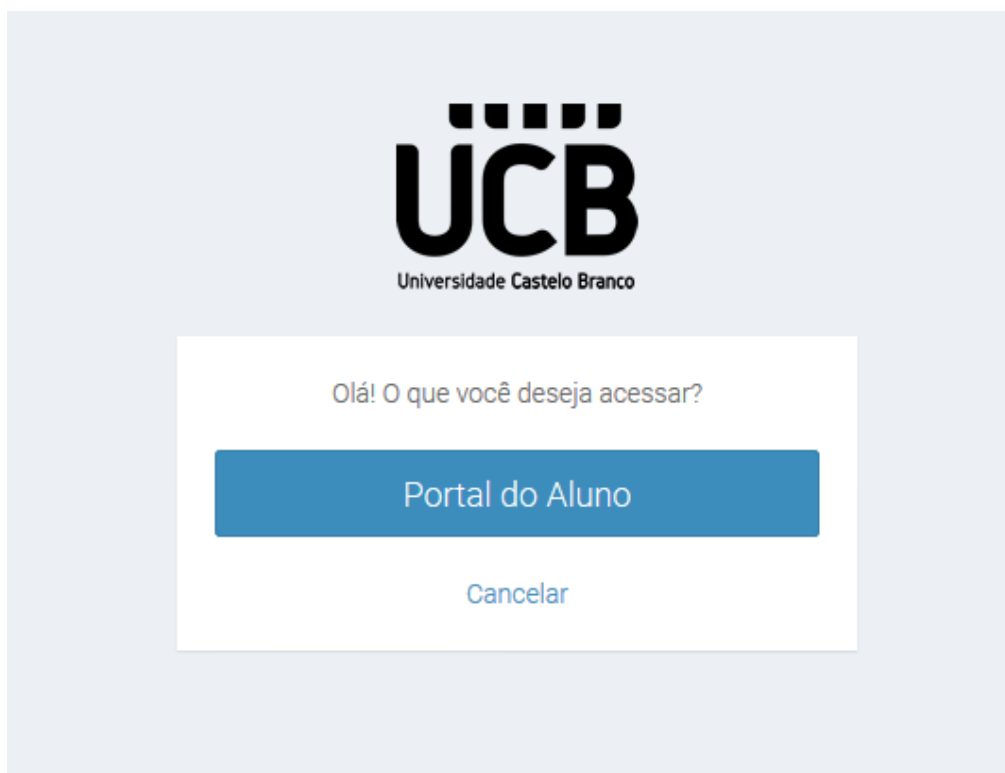 UCB
Universidade Castelo Branco
Olá! O que você deseja acessar?
Portal do Aluno
Cancelar